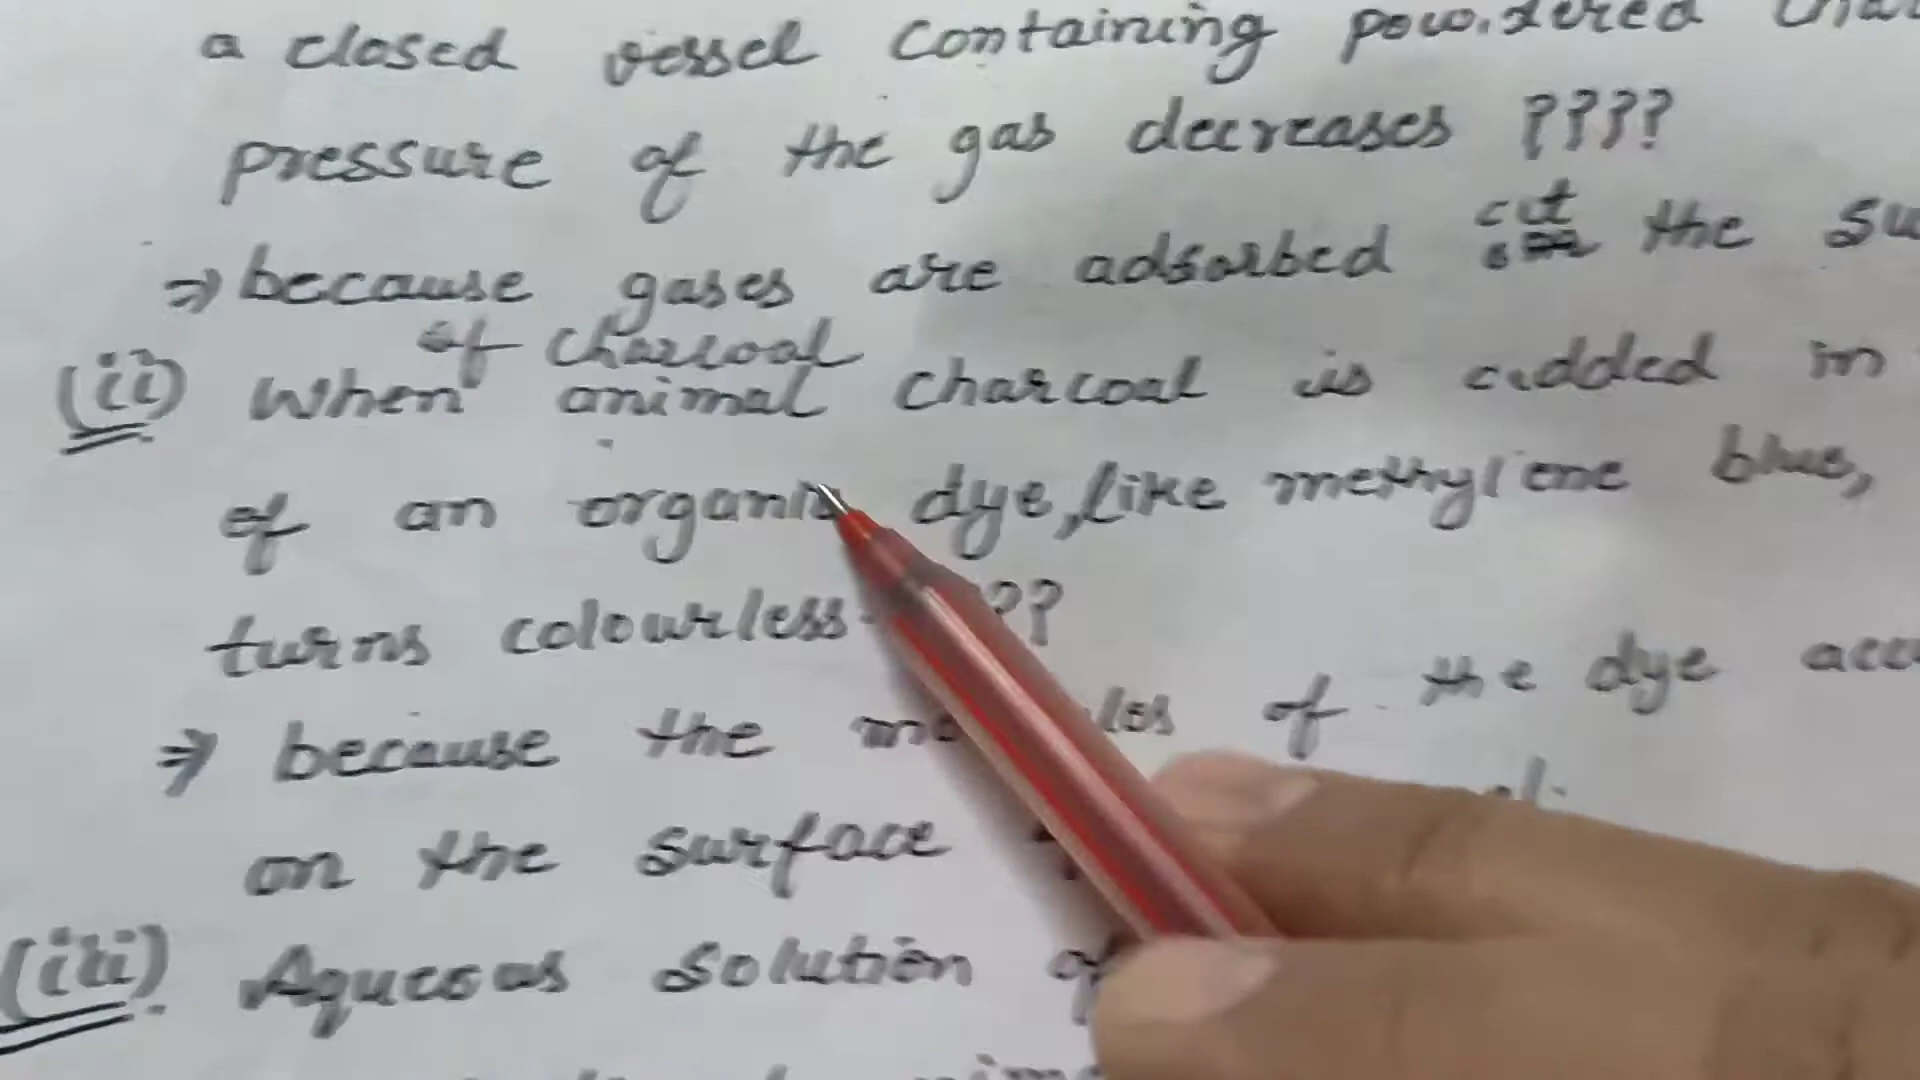 a closed vessel containing powdered
pressure of the gas decreases ????
⇒ because gases are adsorbed at the
of charcoal
(ii) When animal charcoal is added in
of an organic dye, like methylene blue,
turns colourless ??
⇒ because the of the dye
on the surface
(iii) Aqueous solution of